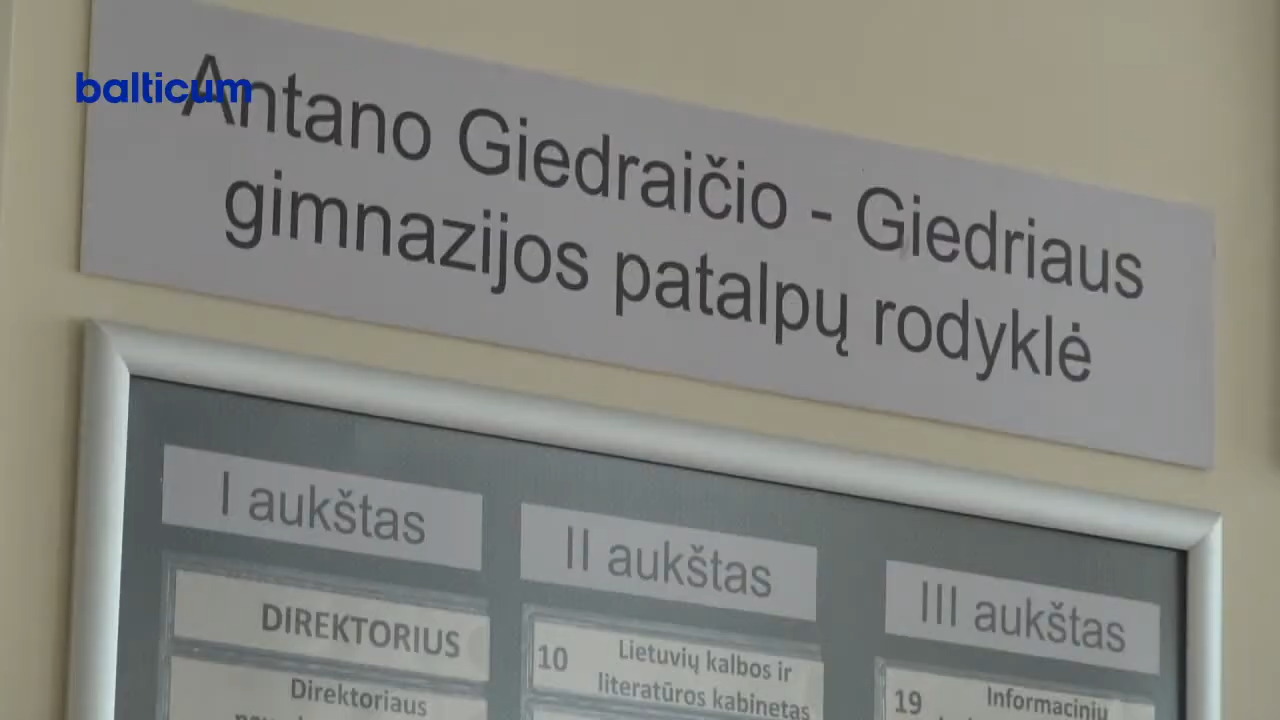 balticum
Antano Giedraičio - Giedriaus
gimnazijos patalpų rodyklė
I aukštas
II aukštas
III aukštas
DIREKTORIUS
Direktoriaus
10
Lietuvių kalbos ir
literatūros kabinetas
19
Informacinių